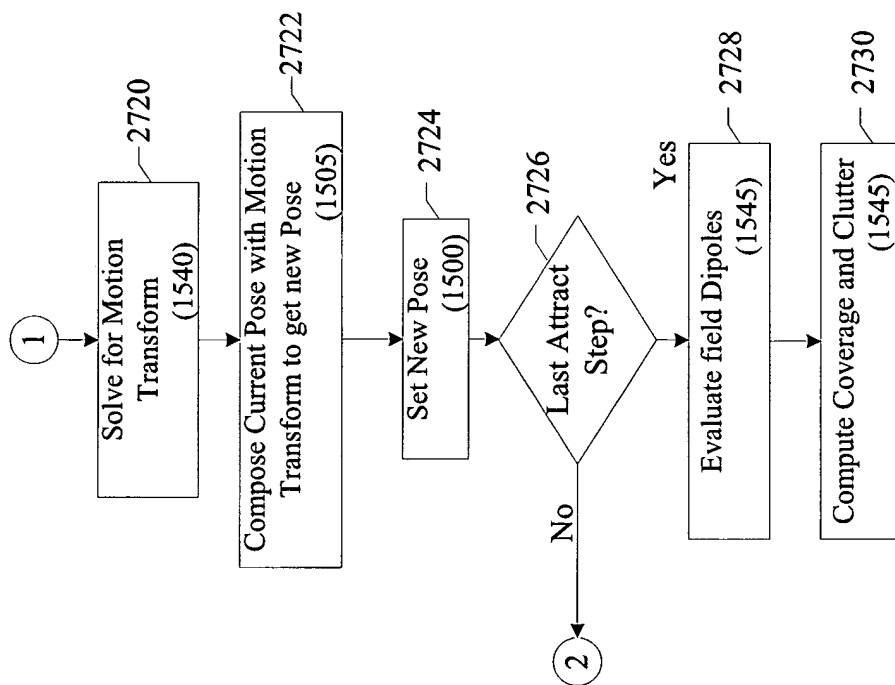 1
2720
Solve for Motion
Transform
(1540)
2722
Compose Current Pose with Motion
Transform to get new Pose
(1505)
2724
Set New Pose
(1500)
2726
Last Attract
Step?
No
2
Yes
2728
Evaluate field Dipoles
(1545)
2730
Compute Coverage and Clutter
(1545)